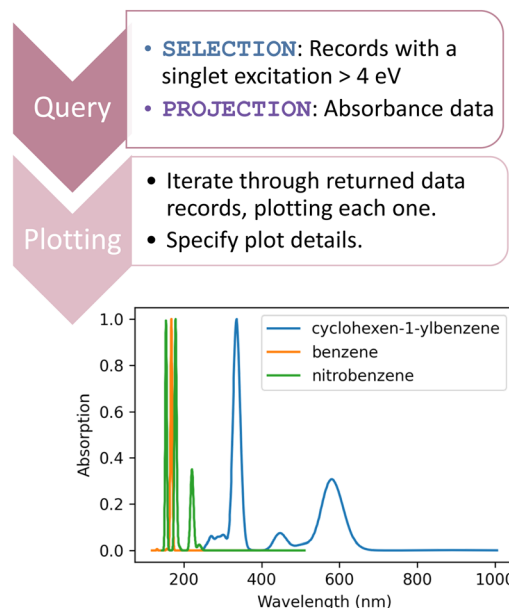 Query
• SELECTION: Records with a
singlet excitation > 4 eV
• PROJECTION: Absorbance data
Plotting
• Iterate through returned data
records, plotting each one.
• Specify plot details.
cyclohexen-1-ylbenzene
benzene
nitrobenzene
Absorption
1.0
0.8
0.6
0.4
0.2
0.0
200 400 600 800
Wavelength (nm)